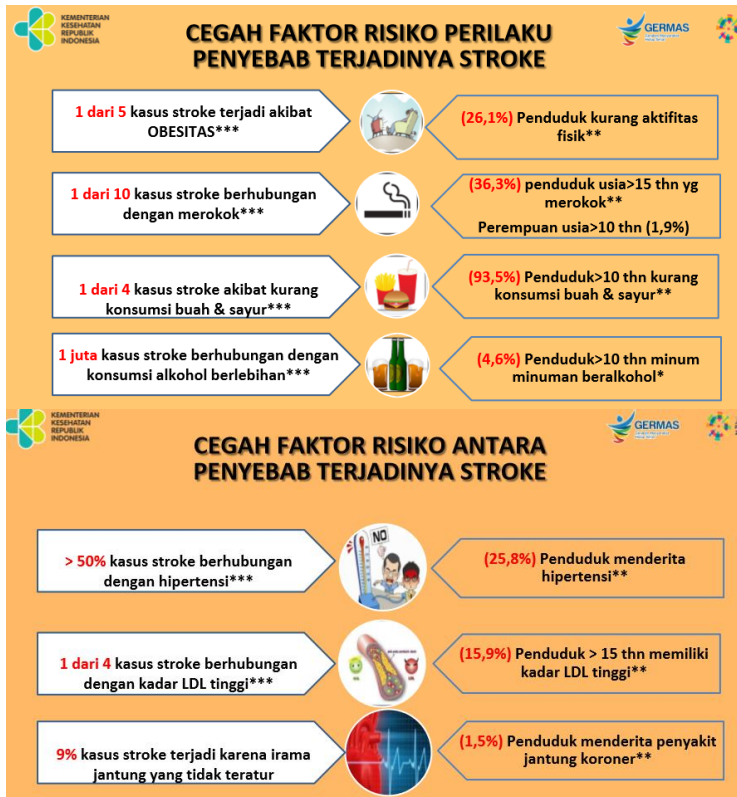 KEMENTERIAN
KESEHATAN
REPUBLIK
INDONESIA
GERMAS
CEGAH FAKTOR RISIKO PERILAKU
PENYEBAB TERJADINYA STROKE
1 dari 5 kasus stroke terjadi akibat
OBESITAS***
(26,1%) Penduduk kurang aktifitas
fisik**
1 dari 10 kasus stroke berhubungan
dengan merokok***
(36,3%) penduduk usia>15 thn yg
merokok**
Perempuan usia>10 thn (1,9%)
1 dari 4 kasus stroke akibat kurang
konsumsi buah & sayur***
(93,5%) Penduduk>10 thn kurang
konsumsi buah & sayur**
1 juta kasus stroke berhubungan dengan
konsumsi alkohol berlebihan***
(4,6%) Penduduk>10 thn minum
minuman beralkohol*
KEMENTERIAN
KESEHATAN
REPUBLIK
INDONESIA
GERMAS
CEGAH FAKTOR RISIKO ANTARA
PENYEBAB TERJADINYA STROKE
> 50% kasus stroke berhubungan
dengan hipertensi***
NO
(25,8%) Penduduk menderita
hipertensi**
1 dari 4 kasus stroke berhubungan
dengan kadar LDL tinggi***
(15,9%) Penduduk > 15 thn memiliki
kadar LDL tinggi**
9% kasus stroke terjadi karena irama
jantung yang tidak teratur
(1,5%) Penduduk menderita penyakit
jantung koroner**